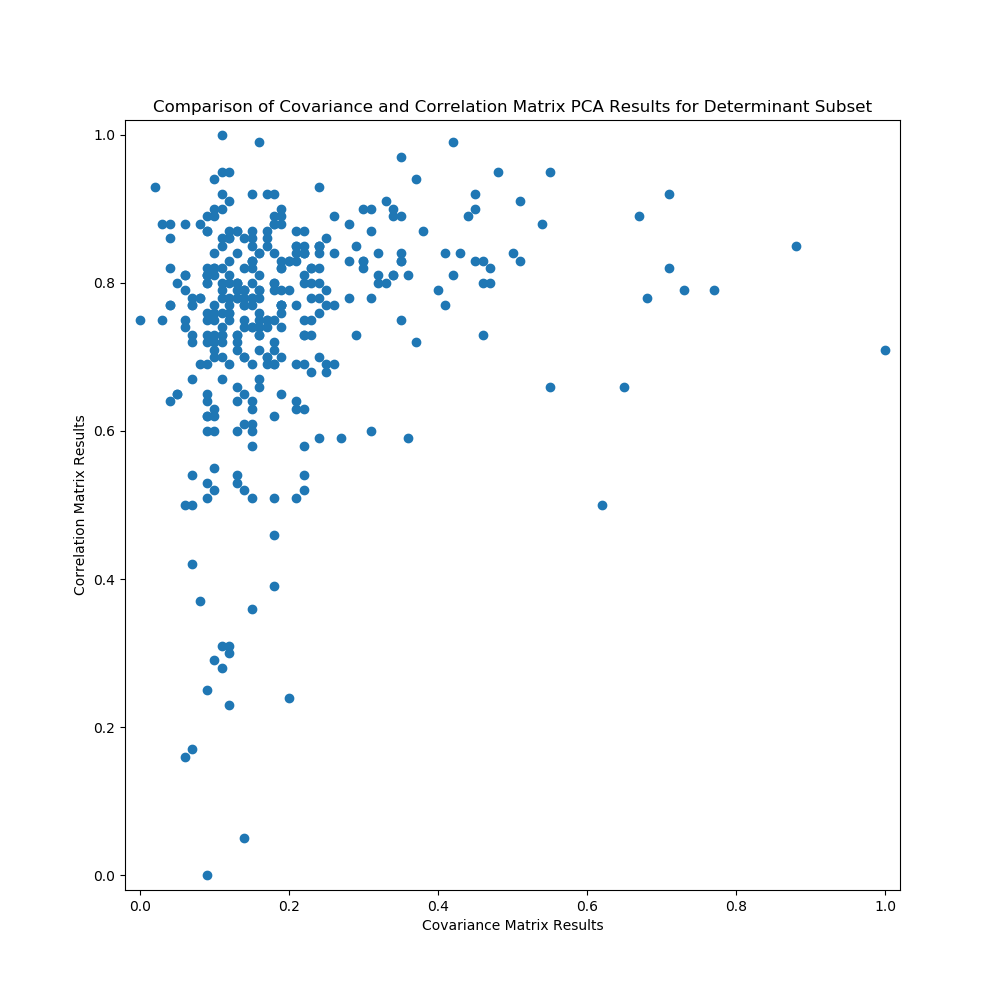 Comparison of Covariance and Correlation Matrix PCA Results for Determinant Subset
1.0
0.8
0.6
0.4
0.2
0.0
Correlation Matrix Results
0.0 0.2 0.4 0.6 0.8 1.0
Covariance Matrix Results